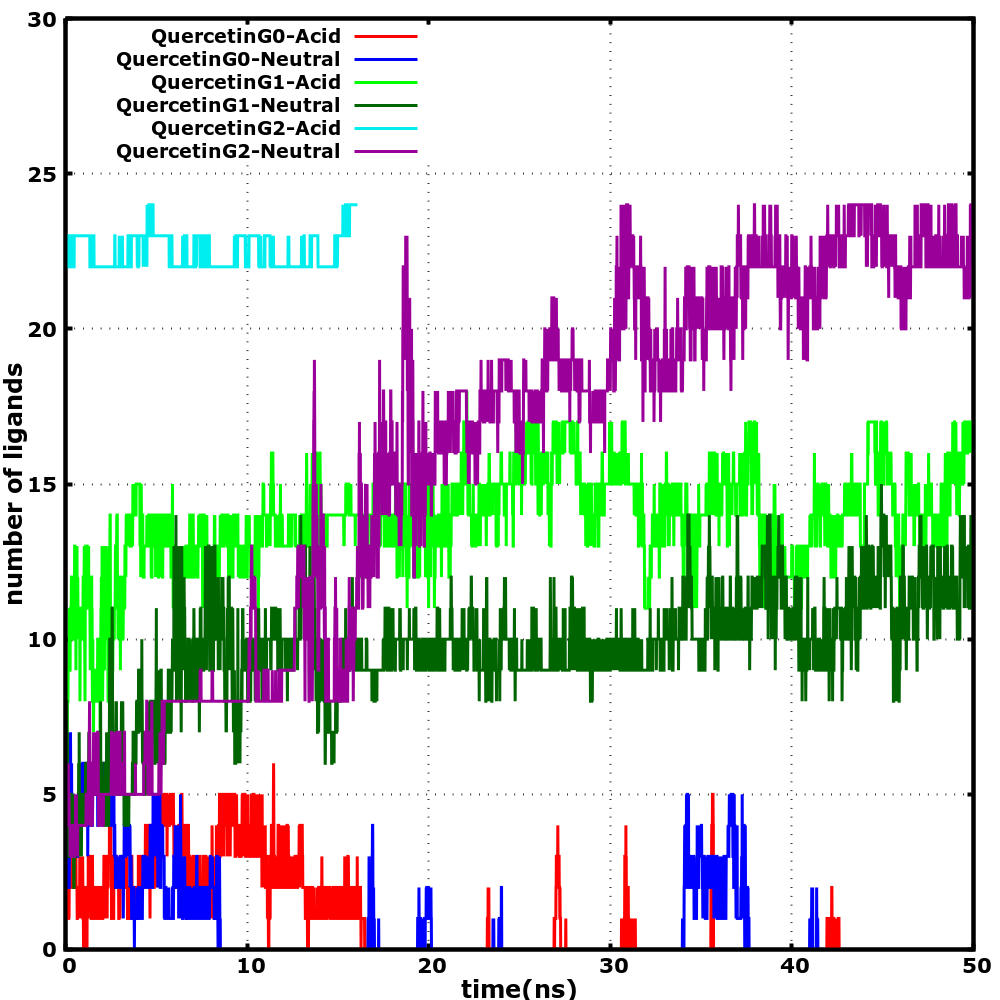 30
QuercetinG0-Acid
QuercetinG0-Neutral
QuercetinG1-Acid
QuercetinG1-Neutral
QuercetinG2-Acid
QuercetinG2-Neutral
25
20
15
10
5
0
number of ligands
0 10 20 30 40 50
time(ns)